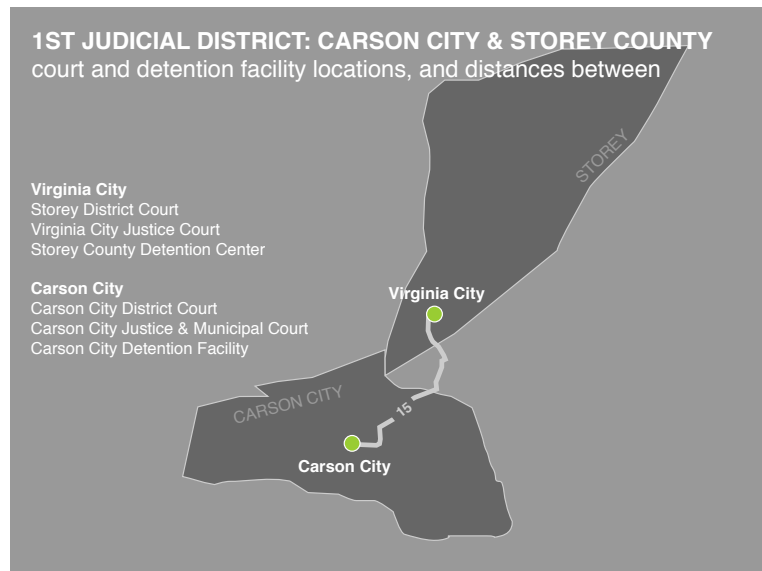 1ST JUDICIAL DISTRICT: CARSON CITY & STOREY COUNTY
court and detention facility locations, and distances between
STOREY
Virginia City
Storey District Court
Virginia City Justice Court
Storey County Detention Center
Carson City
Carson City District Court
Carson City Justice & Municipal Court
Carson City Detention Facility
Virginia City
CARSON CITY
15
Carson City